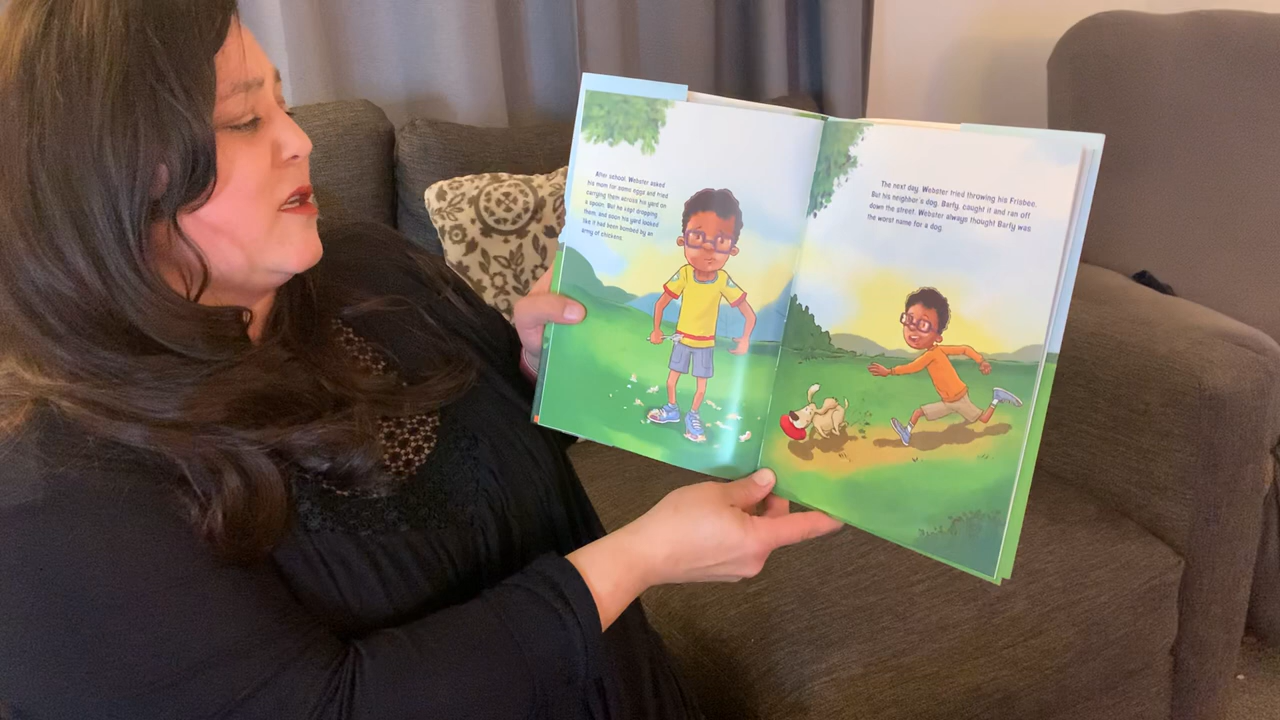 After school, Webster asked
his mom for some eggs and tried
carrying them across his yard on
a spoon. But he kept dropping
them, and soon his yard looked
like it had been bombed by an
army of chickens.
The next day, Webster tried throwing his Frisbee.
But his neighbor's dog, Barfy, caught it and ran off
down the street. Webster always thought Barfy was
the worst name for a dog.